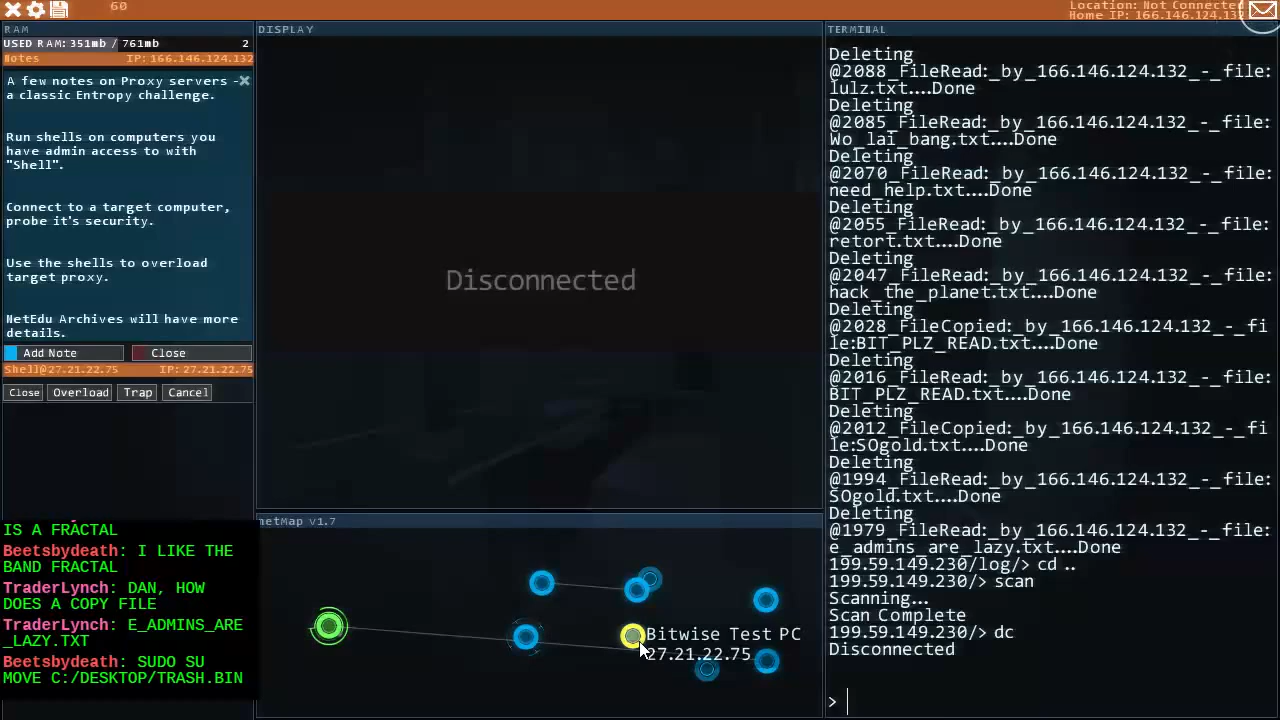 60
Location: Not Connected
Home IP: 166.146.124.132
RAM
USED RAM: 351mb / 761mb 2
Notes IP: 166.146.124.132
A few notes on Proxy servers -
a classic Entropy challenge.
Run shells on computers you
have admin access to with
"Shell".
Connect to a target computer,
probe it's security.
Use the shells to overload
target proxy.
NetEdu Archives will have more
details.
Add Note Close
Shell@27.21.22.75 IP: 27.21.22.75
Close Overload Trap Cancel
IS A FRACTAL
Beetsbydeath: I LIKE THE
BAND FRACTAL
TraderLynch: DAN, HOW
DOES A COPY FILE
TraderLynch: E_ADMINS_ARE
_LAZY.TXT
Beetsbydeath: SUDO SU
MOVE C:/DESKTOP/TRASH.BIN
DISPLAY
Disconnected
netMap v1.7
Bitwise Test PC
27.21.22.75
TERMINAL
Deleting
@2088_FileRead:_by_166.146.124.132_-_file:
lulz.txt....Done
Deleting
@2085_FileRead:_by_166.146.124.132_-_file:
Wo_lai_bang.txt....Done
Deleting
@2070_FileRead:_by_166.146.124.132_-_file:
need_help.txt....Done
Deleting
@2055_FileRead:_by_166.146.124.132_-_file:
retort.txt....Done
Deleting
@2047_FileRead:_by_166.146.124.132_-_file:
hack_the_planet.txt....Done
Deleting
@2028_FileCopied:_by_166.146.124.132_-_fi
le:BIT_PLZ_READ.txt....Done
Deleting
@2016_FileRead:_by_166.146.124.132_-_file:
BIT_PLZ_READ.txt....Done
Deleting
@2012_FileCopied:_by_166.146.124.132_-_fi
le:SOgold.txt....Done
Deleting
@1994_FileRead:_by_166.146.124.132_-_file:
SOgold.txt....Done
Deleting
@1979_FileRead:_by_166.146.124.132_-_file:
e_admins_are_lazy.txt....Done
199.59.149.230/log/> cd ..
199.59.149.230/> scan
Scanning...
Scan Complete
199.59.149.230/> dc
Disconnected
>